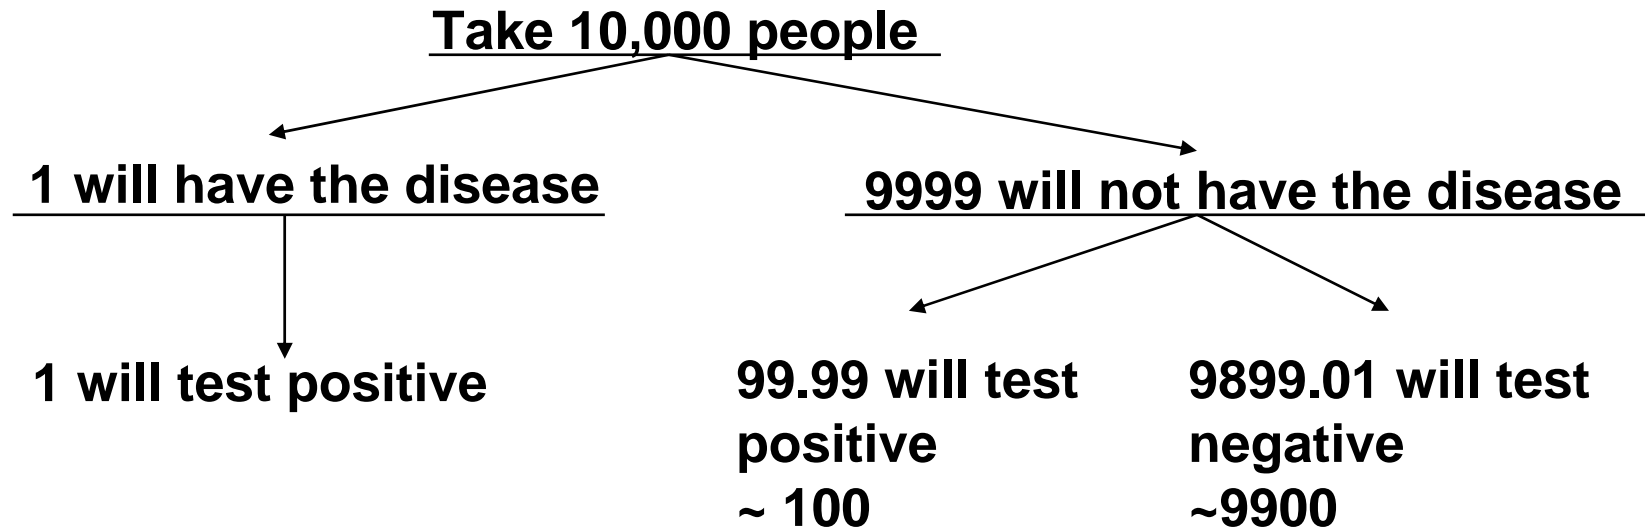 Take 10,000 people
1 will have the disease
9999 will not have the disease
1 will test positive
99.99 will test
positive
~ 100
9899.01 will test
negative
~9900